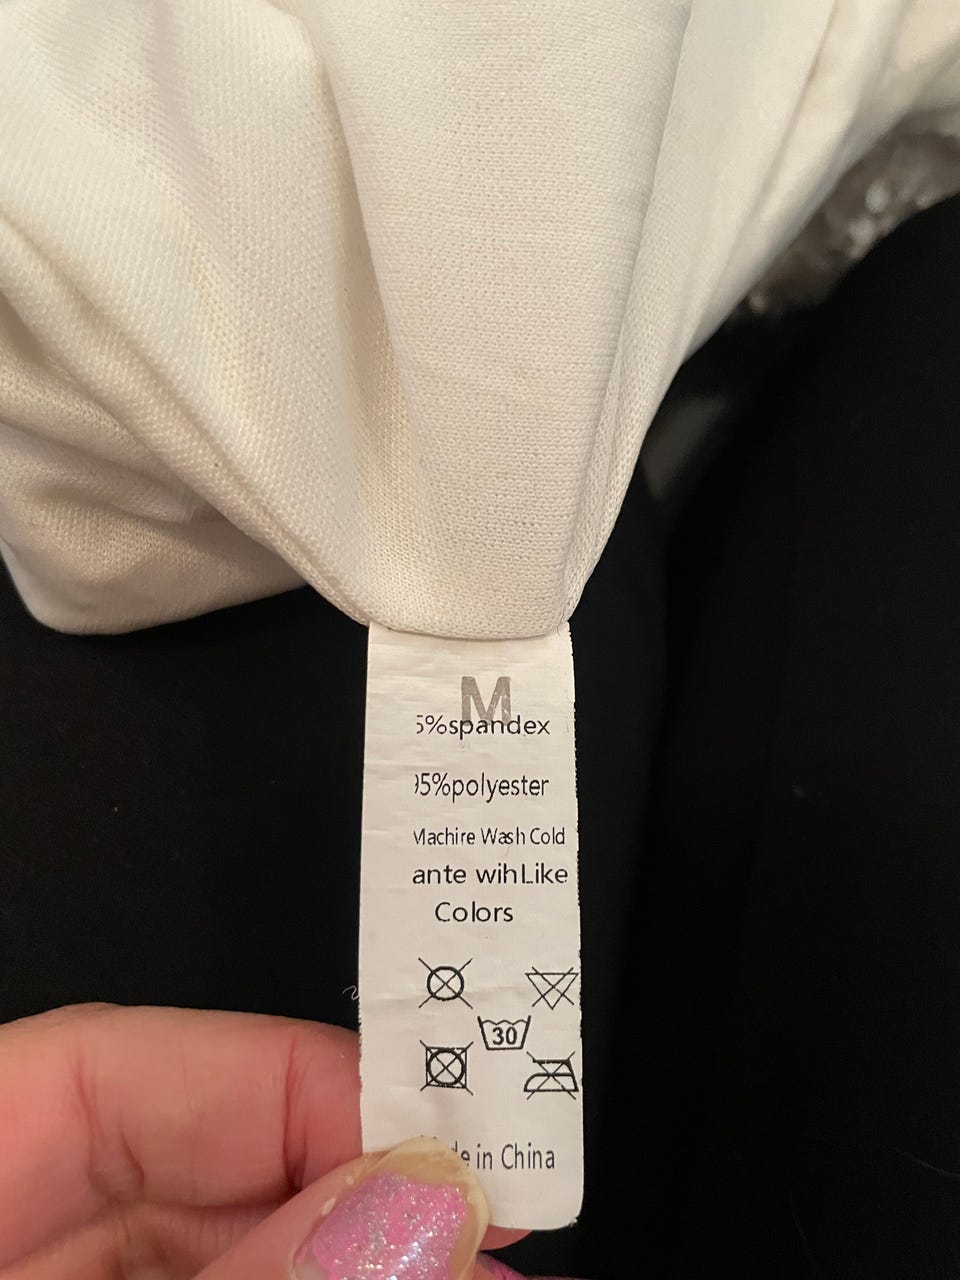 M
5%spandex
95%polyester
Machire Wash Cold
ante wihLike
Colors
30
in China